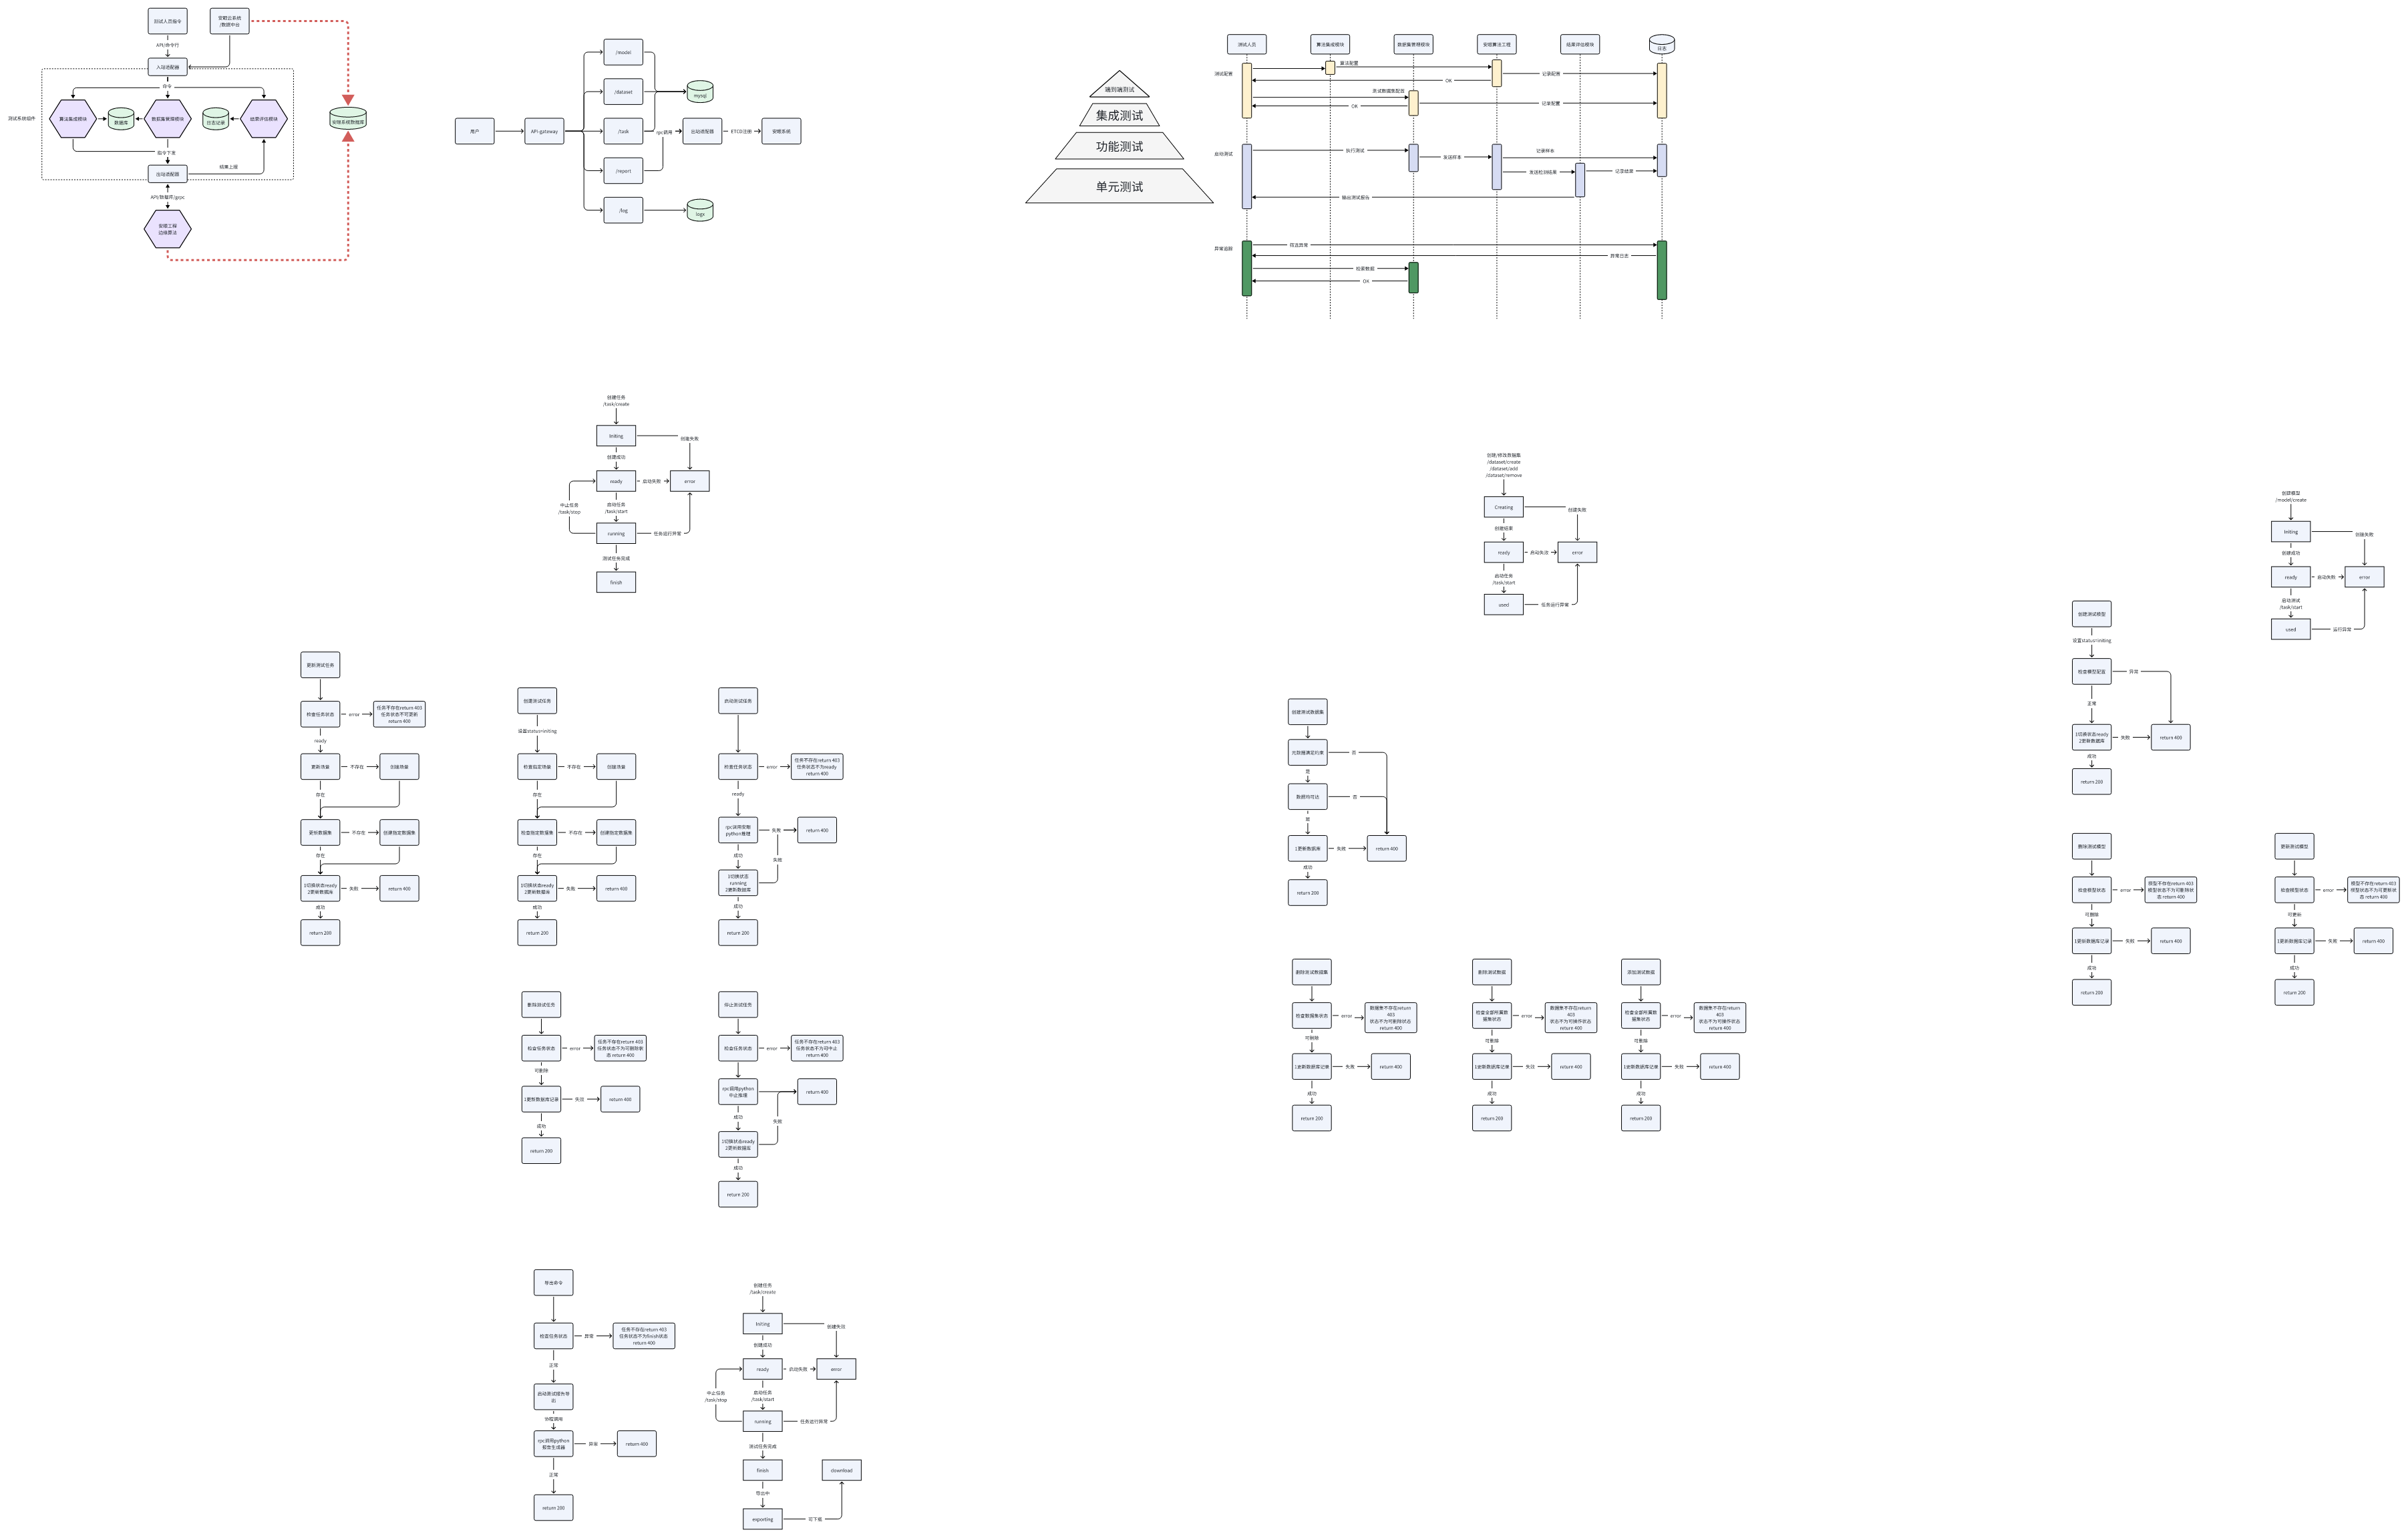 测试人员指令
安眼云系统
/数据中台
API/命令行
入站适配器
命令
测试系统组件
算法集成模块
数据库
数据集管理模块
日志记录
结果评估模块
安眼系统数据库
指令下发
结果上报
出站适配器
API/数据库/grpc
安眼工程
边缘算法
用户
API-gateway
/model
/dataset
/task
/report
/log
rpc调用
mysql
出站适配器
ETCD注册
安眼系统
logs
端到端测试
集成测试
功能测试
单元测试
测试人员
算法集成模块
数据集管理模块
安眼算法工程
结果评估模块
日志
测试配置
算法配置
记录配置
OK
测试数据集配置
记录配置
OK
启动测试
执行测试
发送样本
记录样本
发送检测结果
记录结果
输出测试报告
异常追踪
筛选异常
异常日志
检索数据
OK
创建任务
/task/create
Initing
创建失败
创建成功
ready
启动失败
error
中止任务
/task/stop
启动任务
/task/start
running
任务运行异常
测试任务完成
finish
创建/修改数据集
/dataset/create
/dataset/add
/dataset/remove
Creating
创建失败
创建结束
ready
启动失败
error
启动任务
/task/start
used
任务运行异常
创建模型
/model/create
Initing
创建失败
创建成功
ready
启动失败
error
启动测试
/task/start
used
运行异常
更新测试任务
检查任务状态
error
任务不存在return 403
任务状态不可更新
return 400
ready
更新场景
不存在
创建场景
存在
更新数据集
不存在
创建指定数据集
存在
1切换状态ready
2更新数据库
失败
return 400
成功
return 200
创建测试任务
设置status=initing
检查指定场景
不存在
创建场景
存在
检查指定数据集
不存在
创建指定数据集
存在
1切换状态ready
2更新数据库
失败
return 400
成功
return 200
启动测试任务
检查任务状态
error
任务不存在return 403
任务状态不为ready
return 400
ready
rpc调用安眼
python推理
失败
return 400
成功
失败
1切换状态
running
2更新数据库
成功
return 200
创建测试数据集
元数据满足约束
否
是
数据均可达
否
是
1更新数据库
失败
return 400
成功
return 200
创建测试模型
设置status=initing
检查模型配置
异常
正常
1切换状态ready
2更新数据库
失败
return 400
成功
return 200
删除测试模型
检查模型状态
error
模型不存在return 403
模型状态不为可删除状
态 return 400
可删除
1更新数据库记录
失败
return 400
成功
return 200
更新测试模型
检查模型状态
error
模型不存在return 403
模型状态不为可更新状
态 return 400
可更新
1更新数据库记录
失败
return 400
成功
return 200
删除测试任务
检查任务状态
error
任务不存在return 403
任务状态不为可删除状
态 return 400
可删除
1更新数据库记录
失败
return 400
成功
return 200
停止测试任务
检查任务状态
error
任务不存在return 403
任务状态不为可中止
return 400
rpc调用python
中止推理
return 400
成功
失败
1切换状态ready
2更新数据库
成功
return 200
删除测试数据集
检查数据集状态
error
数据集不存在return
403
状态不为可删除状态
return 400
可删除
1更新数据库记录
失败
return 400
成功
return 200
删除测试数据
检查全部所属数
据集状态
error
数据集不存在return
403
状态不为可操作状态
return 400
可删除
1更新数据库记录
失败
return 400
成功
return 200
添加测试数据
检查全部所属数
据集状态
error
数据集不存在return
403
状态不为可操作状态
return 400
可删除
1更新数据库记录
失败
return 400
成功
return 200
导出命令
检查任务状态
异常
任务不存在return 403
任务状态不为finish状态
return 400
正常
启动测试报告导
出
协程调用
rpc调用python
报告生成器
异常
return 400
正常
return 200
创建任务
/task/create
Initing
创建失败
创建成功
ready
启动失败
error
中止任务
/task/stop
启动任务
/task/start
running
任务运行异常
测试任务完成
finish
download
导出中
exporting
可下载